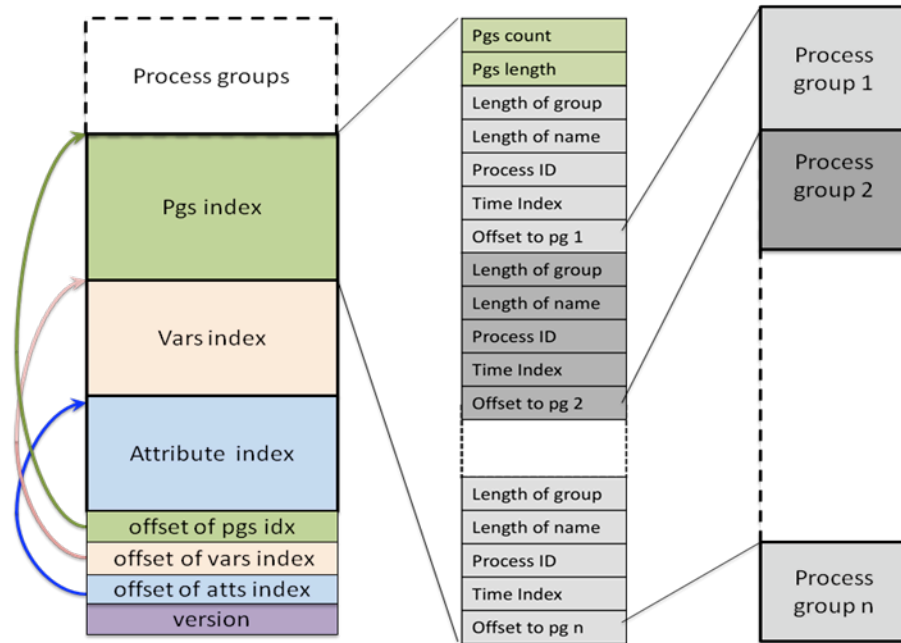 Process groups
Pgs index
Vars index
Attribute index
offset of pgs idx
offset of vars index
offset of atts index
version
Pgs count
Pgs length
Length of group
Length of name
Process ID
Time Index
Offset to pg 1
Length of group
Length of name
Process ID
Time Index
Offset to pg 2
Length of group
Length of name
Process ID
Time Index
Offset to pg n
Process
group 1
Process
group 2
Process
group n